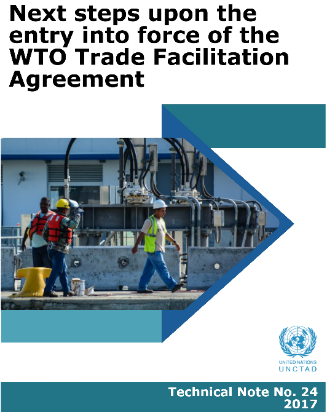 Next steps upon the
entry into force of the
WTO Trade Facilitation
Agreement
UNITED NATIONS
UNCTAD
Technical Note No. 24
2017